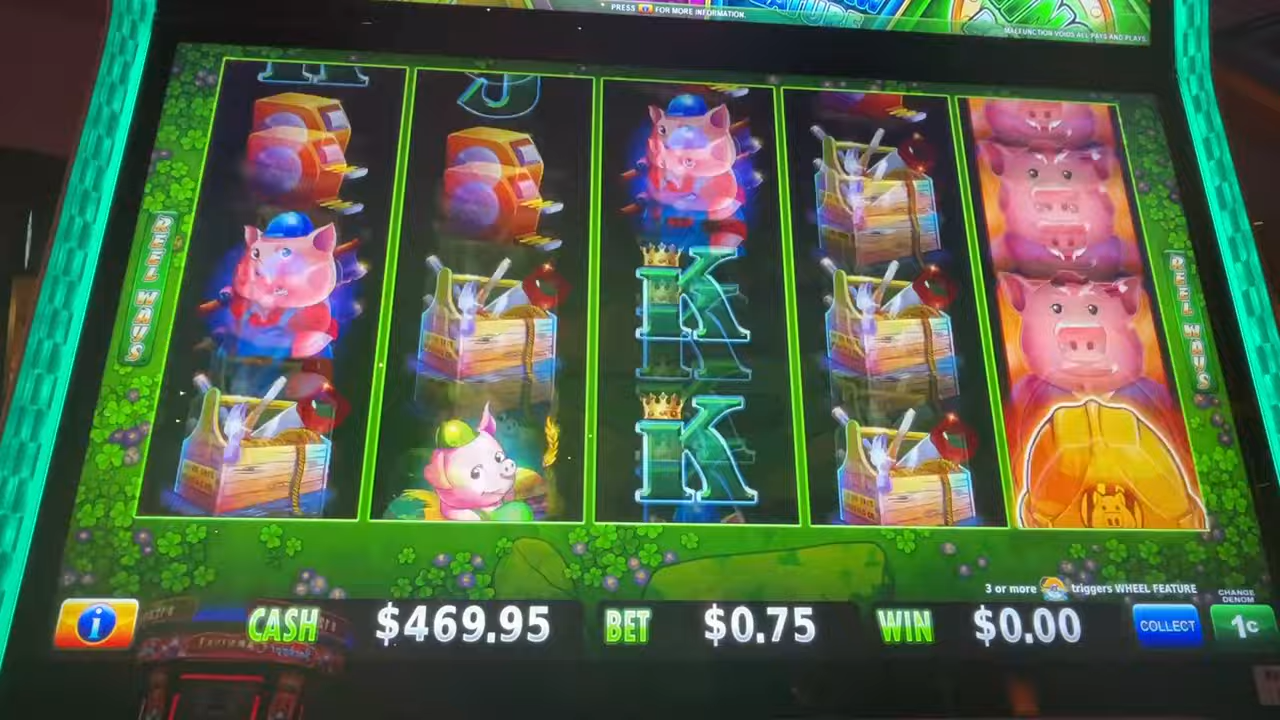 PRESS FOR MORE INFORMATION.
MALFUNCTION VOIDS ALL PAYS AND PLAYS.
REEL WAYS
REEL WAYS
K
K
3 or more triggers WHEEL FEATURE
CHANGE
DENOM
CASH $469.95 BET $0.75 WIN $0.00 COLLECT 1¢